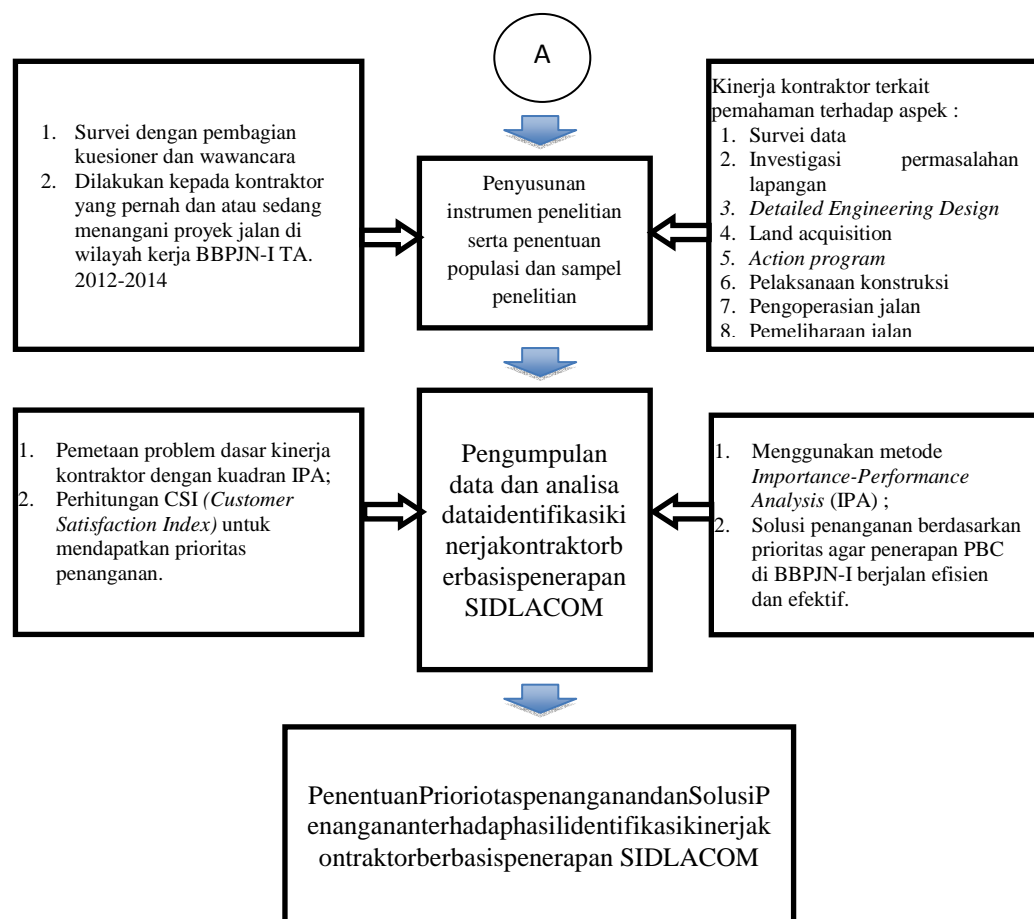 A
1. Survei dengan pembagian
kuesioner dan wawancara
2. Dilakukan kepada kontraktor
yang pernah dan atau sedang
menangani proyek jalan di
wilayah kerja BBPJN-I TA.
2012-2014
Penyusunan
instrumen penelitian
serta penentuan
populasi dan sampel
penelitian
Kinerja kontraktor terkait
pemahaman terhadap aspek :
1. Survei data
2. Investigasi permasalahan
lapangan
3. Detailed Engineering Design
4. Land acquisition
5. Action program
6. Pelaksanaan konstruksi
7. Pengoperasian jalan
8. Pemeliharaan jalan
1. Pemetaan problem dasar kinerja
kontraktor dengan kuadran IPA;
2. Perhitungan CSI (Customer
Satisfaction Index) untuk
mendapatkan prioritas
penanganan.
Pengumpulan
data dan analisa
dataidentifikasiki
nerjakontraktorb
erbasispenerapan
SIDLACOM
1. Menggunakan metode
Importance-Performance
Analysis (IPA) ;
2. Solusi penanganan berdasarkan
prioritas agar penerapan PBC
di BBPJN-I berjalan efisien
dan efektif.
PenentuanPrioriotaspenanganandanSolusiP
enangananterhadaphasilidentifikasikinerjak
ontraktorberbasispenerapan SIDLACOM